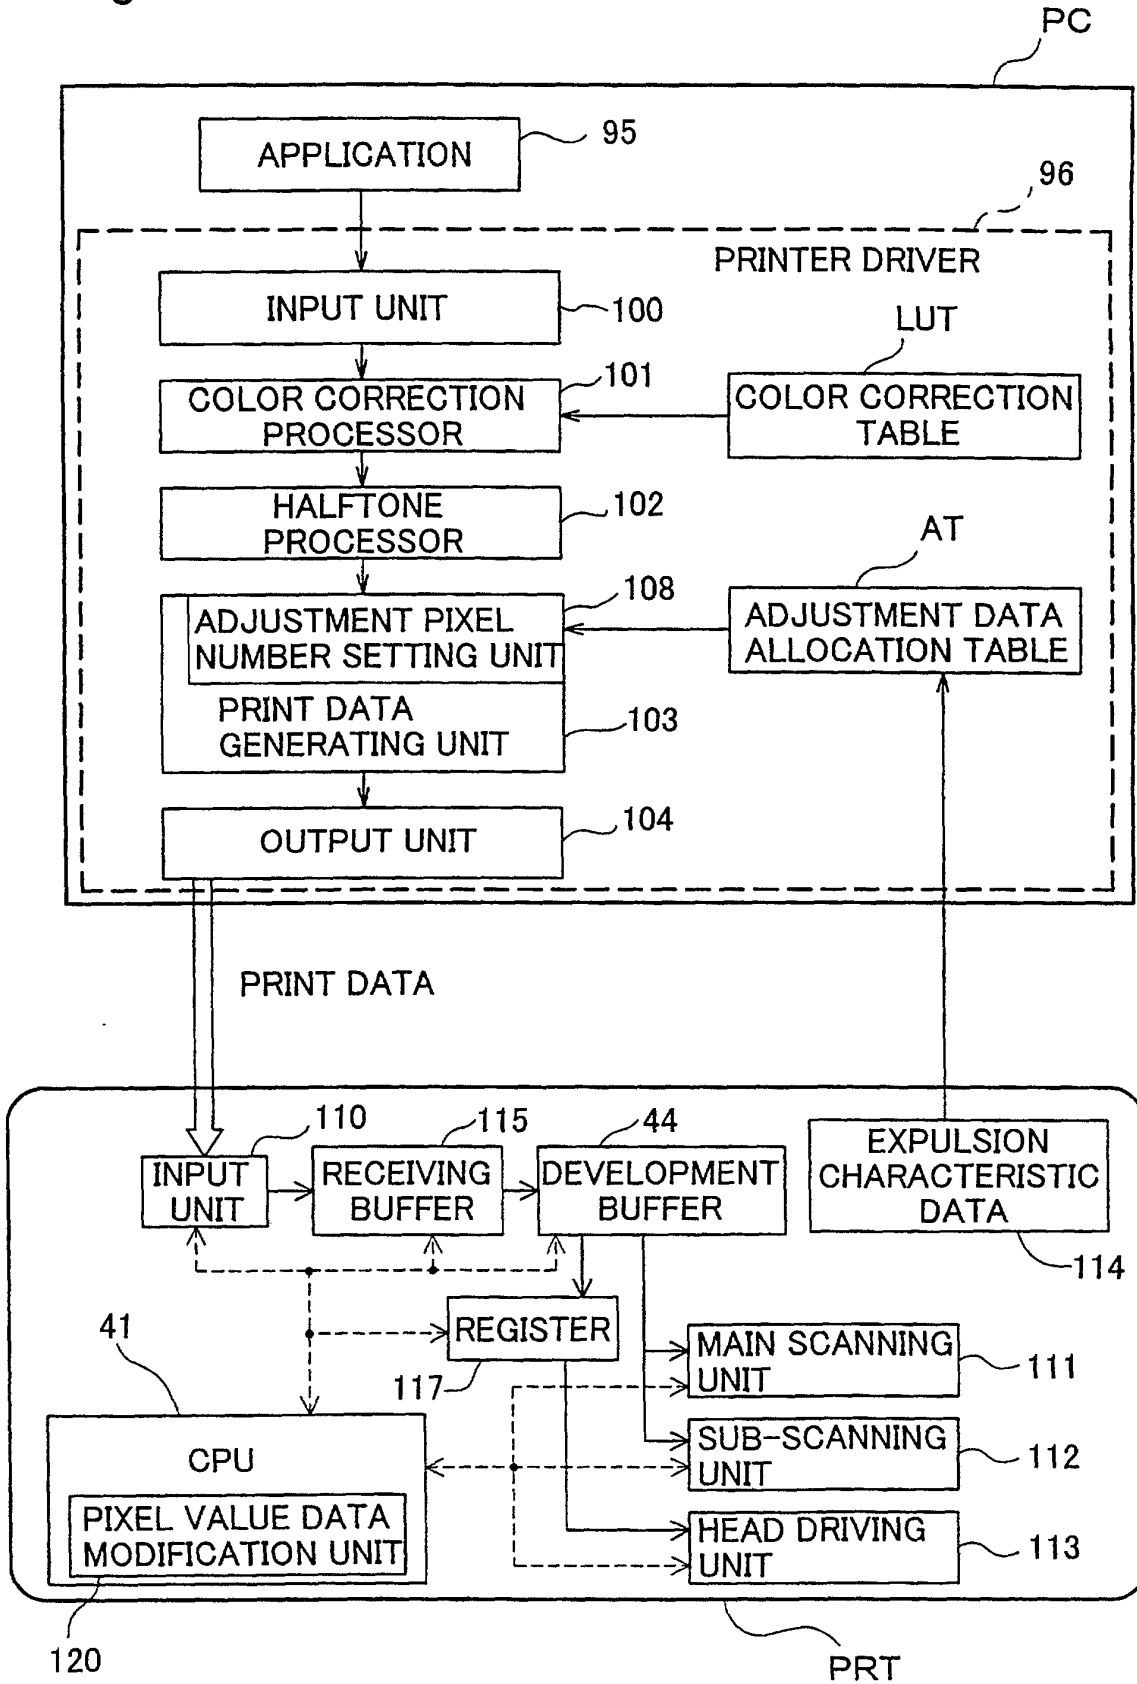 PC
APPLICATION
95
96
PRINTER DRIVER
INPUT UNIT
100
LUT
101
COLOR CORRECTION
PROCESSOR
COLOR CORRECTION
TABLE
HALFTONE
PROCESSOR
102
AT
108
ADJUSTMENT PIXEL
NUMBER SETTING UNIT
ADJUSTMENT DATA
ALLOCATION TABLE
PRINT DATA
GENERATING UNIT
103
OUTPUT UNIT
104
PRINT DATA
110
115
44
INPUT
UNIT
RECEIVING
BUFFER
DEVELOPMENT
BUFFER
EXPULSION
CHARACTERISTIC
DATA
114
41
REGISTER
117
MAIN SCANNING
UNIT
111
CPU
SUB-SCANNING
UNIT
112
PIXEL VALUE DATA
MODIFICATION UNIT
HEAD DRIVING
UNIT
113
120
PRT